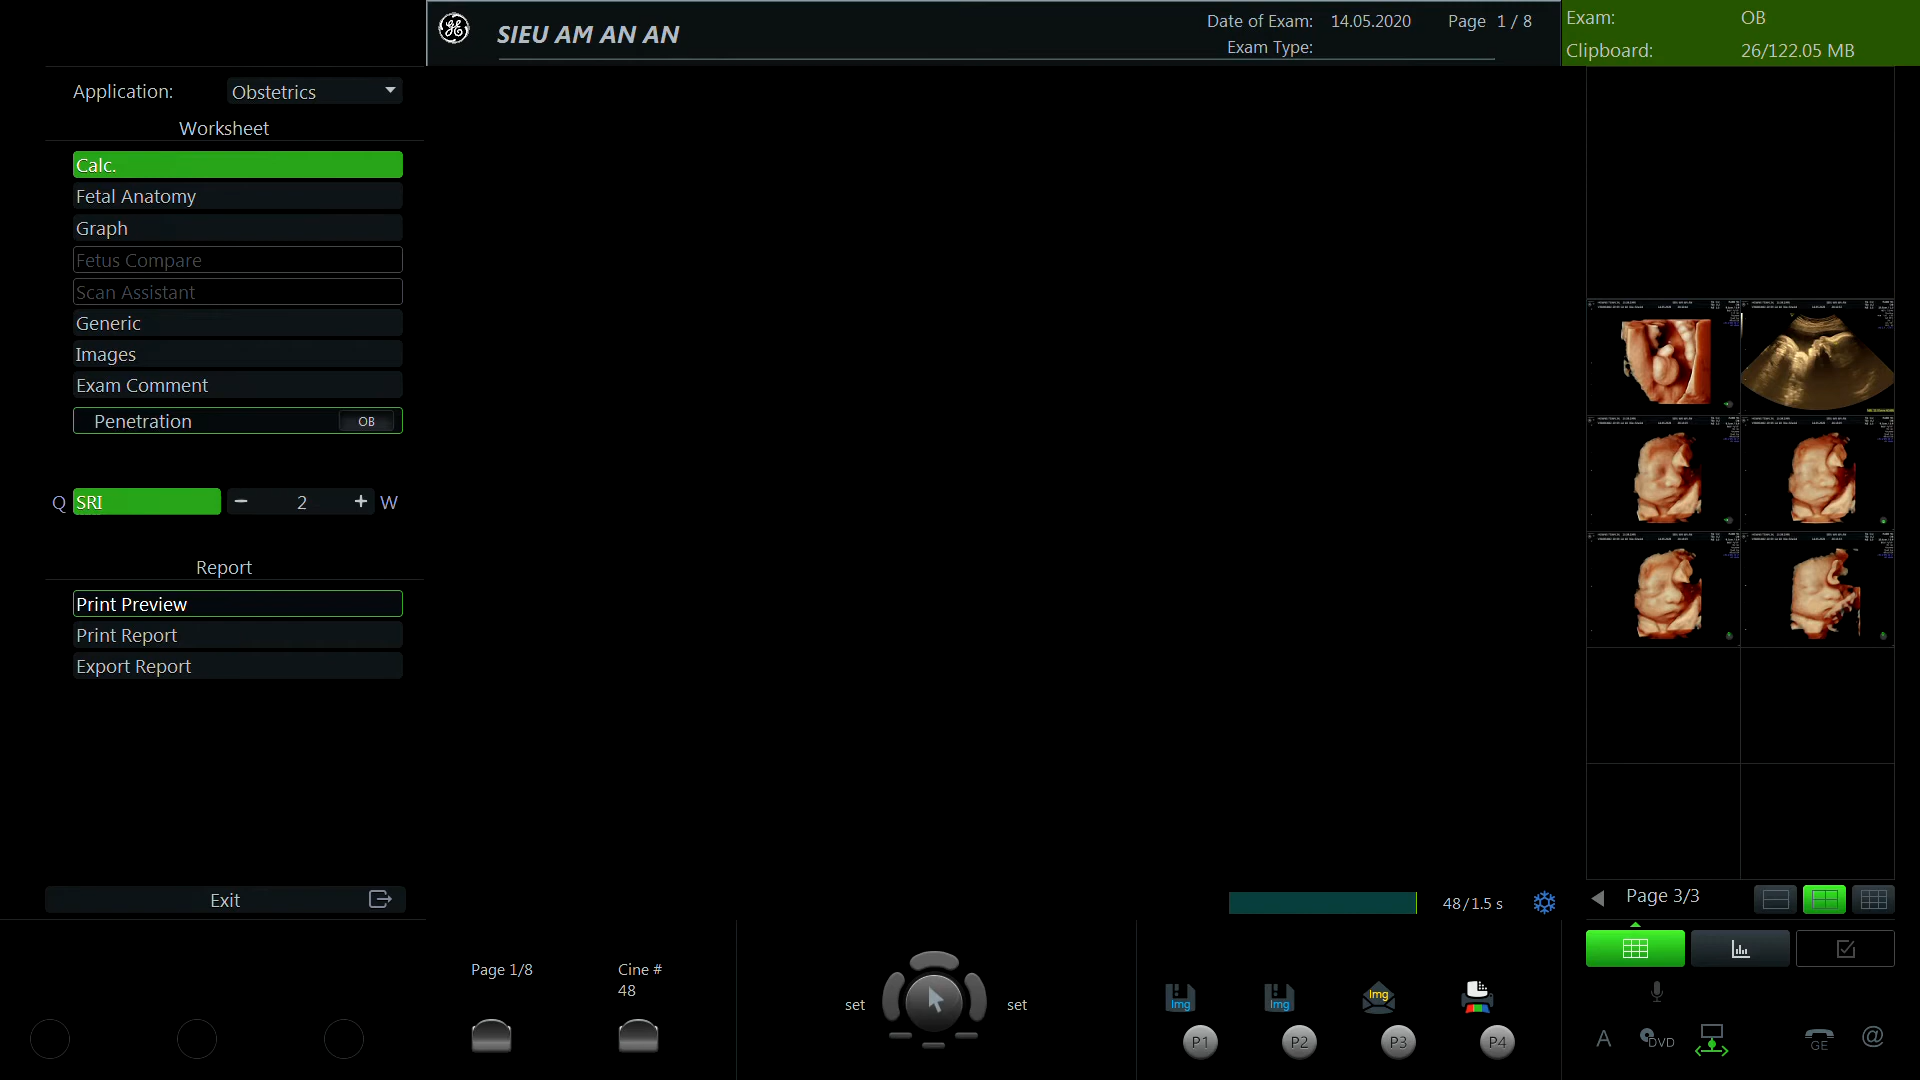 SIEU AM AN AN
Date of Exam: 14.05.2020 Page 1 / 8
Exam Type:
Exam: OB
Clipboard: 26/122.05 MB
Application: Obstetrics
Worksheet
Calc.
Fetal Anatomy
Graph
Fetus Compare
Scan Assistant
Generic
Images
Exam Comment
Penetration OB
Q SRI − 2 + W
Report
Print Preview
Print Report
Export Report
Exit
48/1.5 s
Page 3/3
Page 1/8
Cine #
48
set
set
Img
Img
Img
P1
P2
P3
P4
A
DVD
GE
@